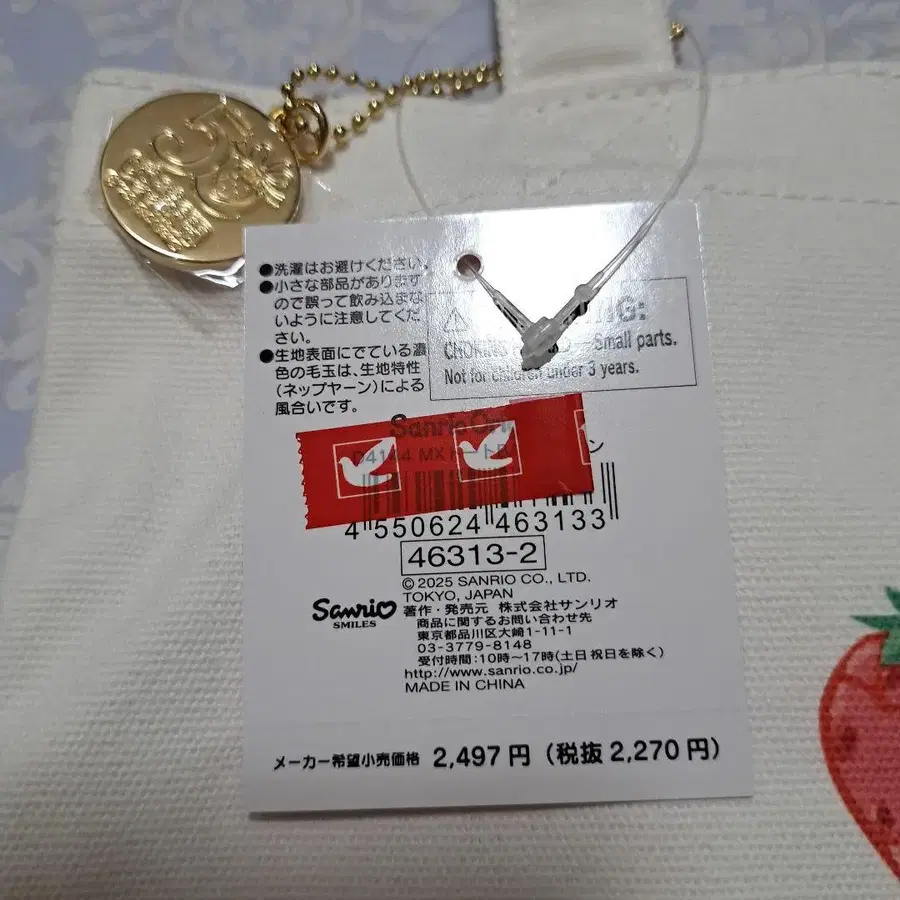 ●洗濯はお避けください。
●小さな部品があります
ので誤って飲み込まな
いように注意してくだ
さい。
●生地表面にでている濃
色の毛玉は、生地特性
(ネップヤーン)による
風合いです。
CHOKING Small parts.
Not for children under 3 years.
Sanrio
D4144 MX
4 550624 463133
46313-2
© 2025 SANRIO CO., LTD.
TOKYO, JAPAN
Sanrio
SMILES
著作・発売元 株式会社サンリオ
商品に関するお問い合わせ先
東京都品川区大崎1-11-1
03-3779-8148
受付時間:10時〜17時(土日祝日を除く)
http://www.sanrio.co.jp/
MADE IN CHINA
メーカー希望小売価格 2,497円(税抜2,270円)